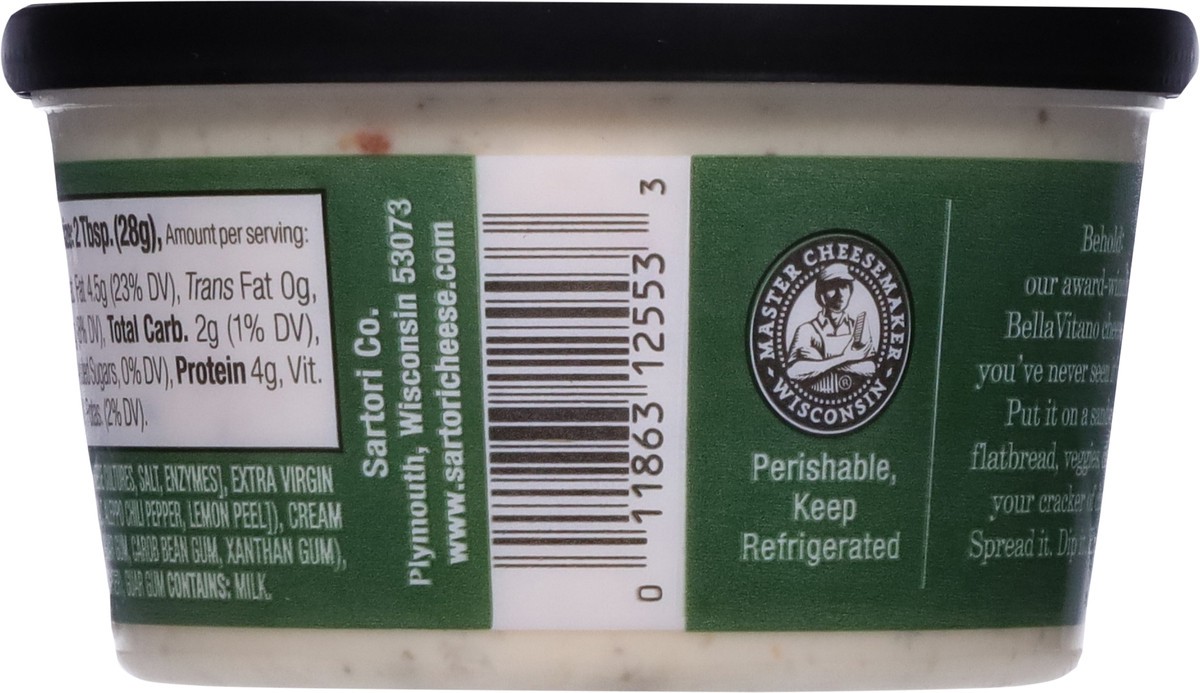 2 Tbsp. (28g), Amount per serving:
Fat 4.5g (23% DV), Trans Fat 0g,
DV), Total Carb. 2g (1% DV),
Sugars, 0% DV), Protein 4g, Vit.
Potas. (2% DV).
CULTURES, SALT, ENZYMES], EXTRA VIRGIN
CHILI PEPPER, LEMON PEEL]), CREAM
GUM, CAROB BEAN GUM, XANTHAN GUM),
GUAR GUM CONTAINS: MILK.
Sartori Co.
Plymouth, Wisconsin 53073
www.sartoricheese.com
0 11863 12553 3
MASTER CHEESEMAKER
WISCONSIN
®
Perishable,
Keep
Refrigerated
Behold:
our
BellaVitano
you've never seen
Put it on a
flatbread, veggies,
your cracker of
Spread it. Dip